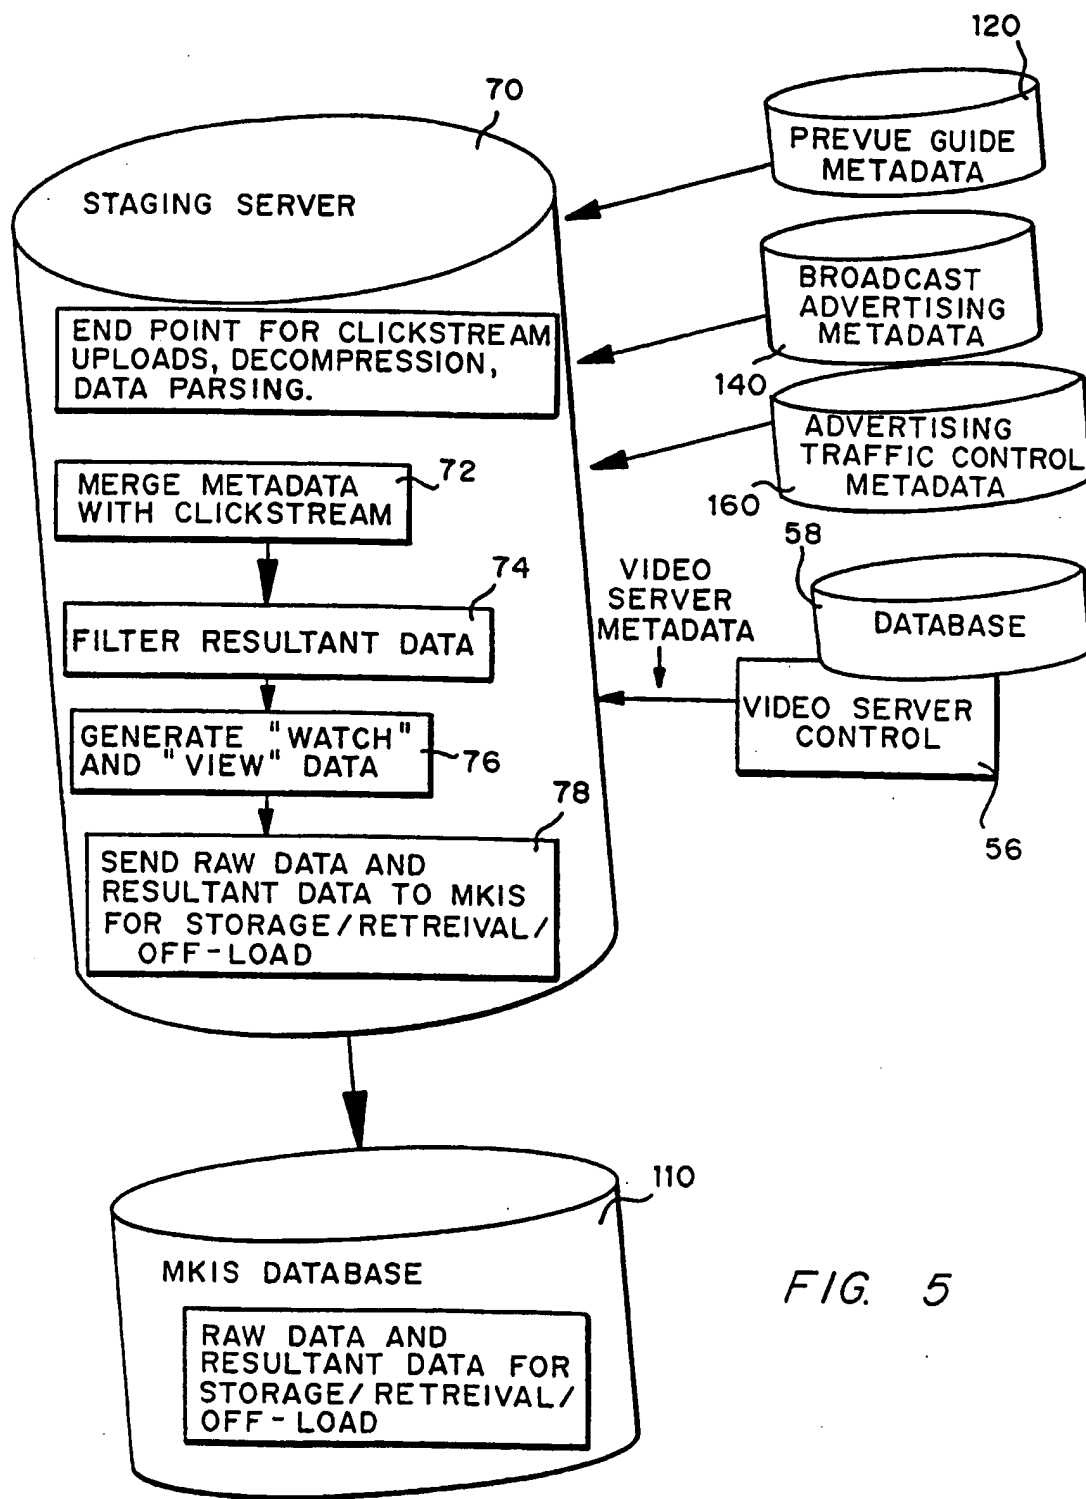 120
70
PREVUE GUIDE
METADATA
STAGING SERVER
BROADCAST
ADVERTISING
METADATA
140
END POINT FOR CLICKSTREAM
UPLOADS, DECOMPRESSION,
DATA PARSING.
ADVERTISING
TRAFFIC CONTROL
METADATA
160
72
MERGE METADATA
WITH CLICKSTREAM
58
DATABASE
74
VIDEO
SERVER
METADATA
FILTER RESULTANT DATA
VIDEO SERVER
CONTROL
56
GENERATE "WATCH"
AND "VIEW" DATA
76
78
SEND RAW DATA AND
RESULTANT DATA TO MKIS
FOR STORAGE/RETREIVAL/
OFF-LOAD
110
MKIS DATABASE
RAW DATA AND
RESULTANT DATA FOR
STORAGE/RETREIVAL/
OFF-LOAD
FIG. 5